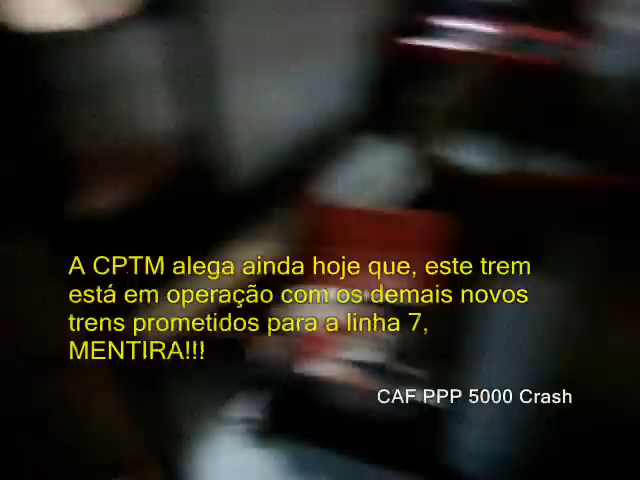 A CPTM alega ainda hoje que, este trem
está em operação com os demais novos
trens prometidos para a linha 7,
MENTIRA!!!
CAF PPP 5000 Crash